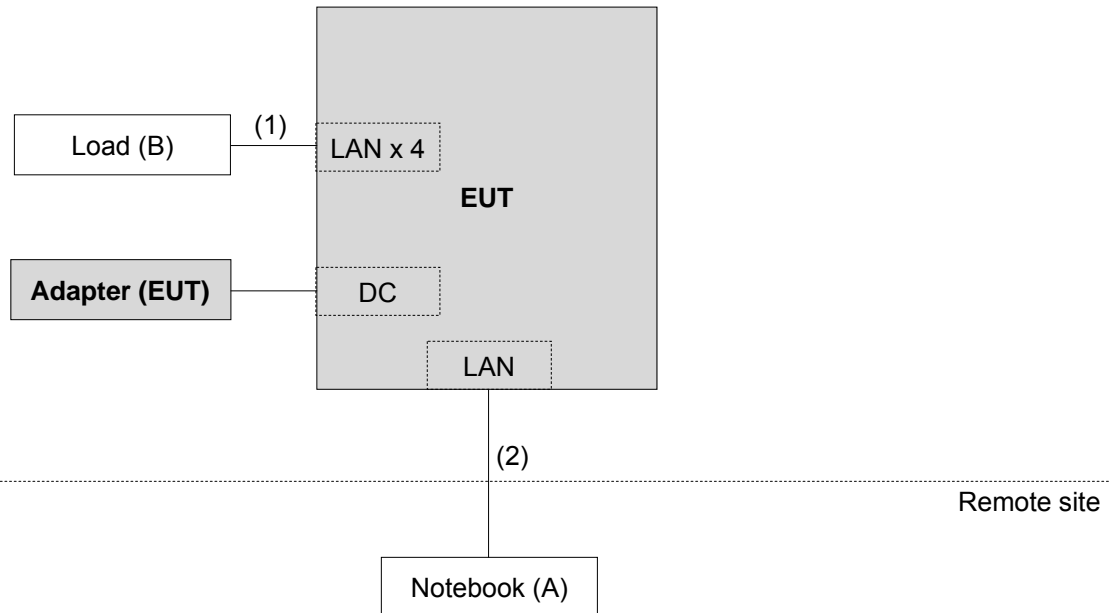 (1)
Load (B)
LAN x 4
EUT
Adapter (EUT)
DC
LAN
(2)
Remote site
Notebook (A)